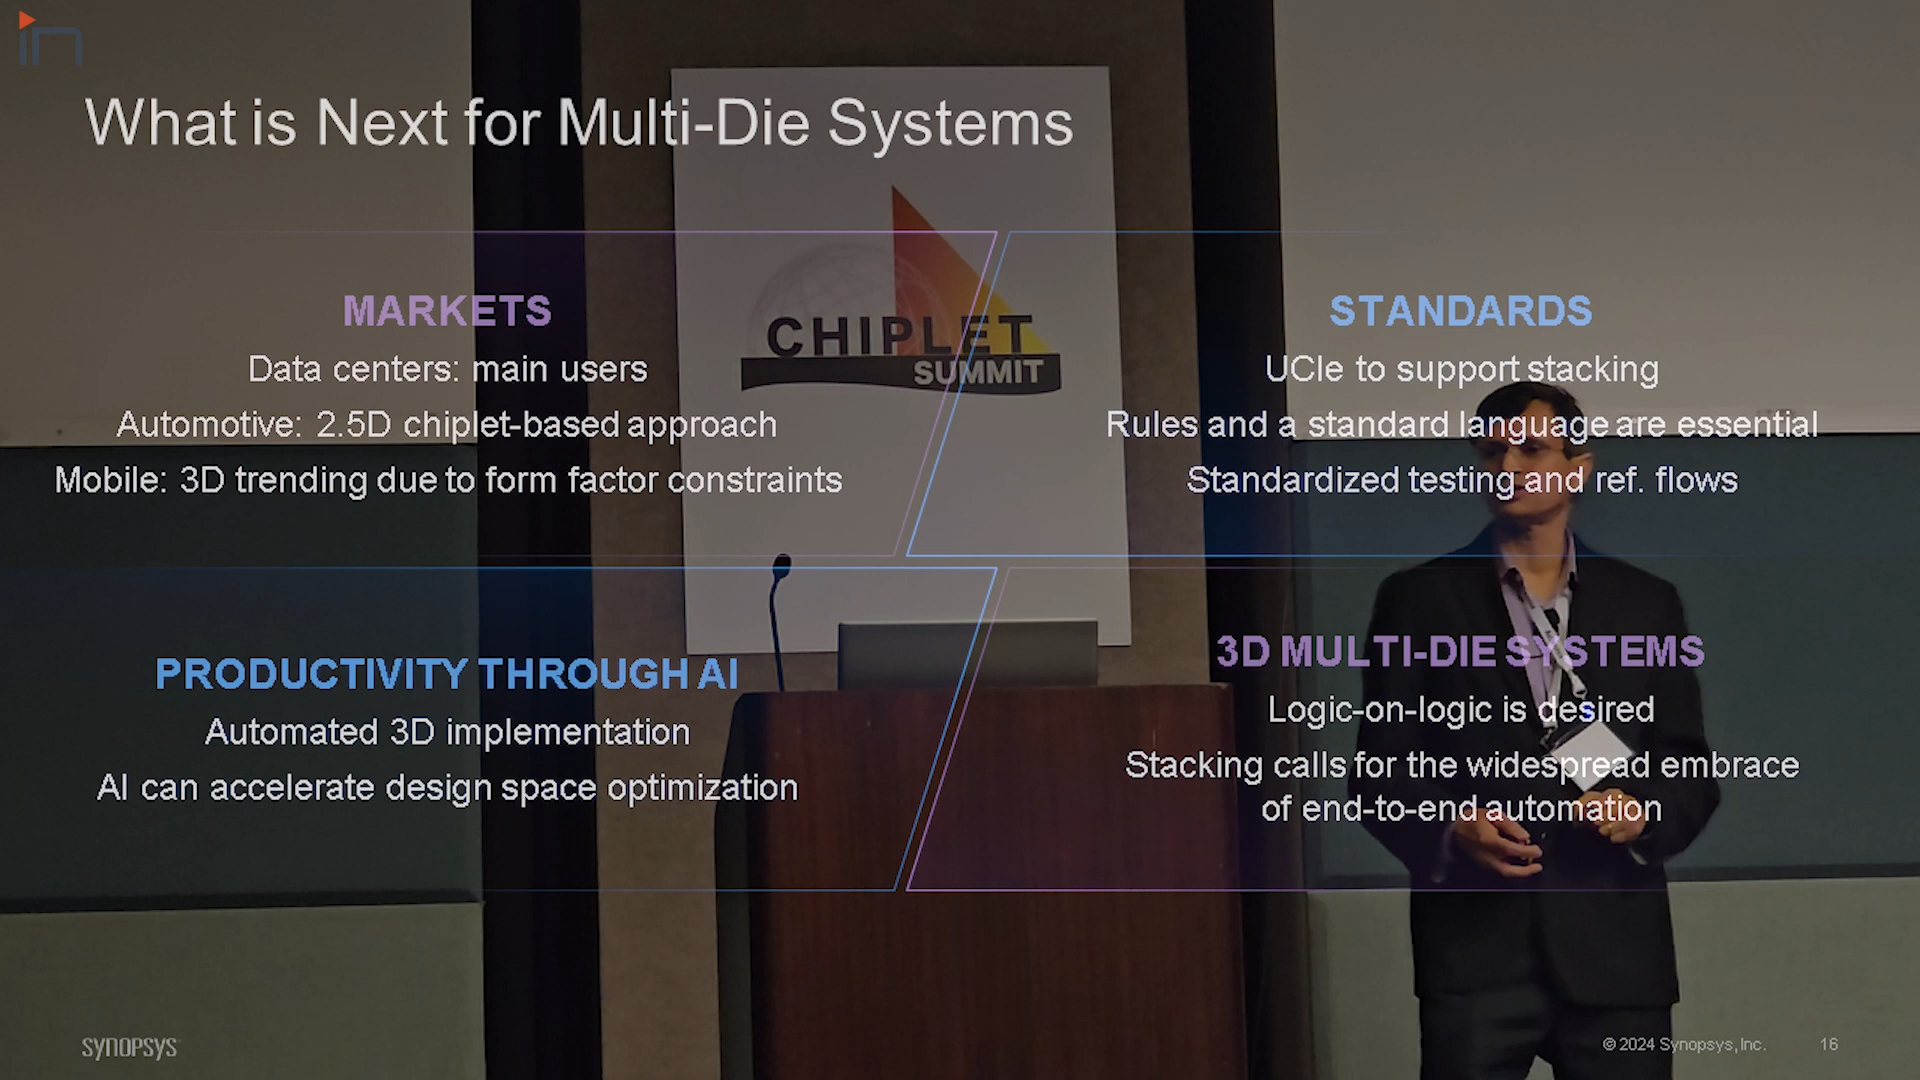 in
What is Next for Multi-Die Systems
CHIPLET
SUMMIT
MARKETS
Data centers: main users
Automotive: 2.5D chiplet-based approach
Mobile: 3D trending due to form factor constraints
STANDARDS
UCIe to support stacking
Rules and a standard language are essential
Standardized testing and ref. flows
PRODUCTIVITY THROUGH AI
Automated 3D implementation
AI can accelerate design space optimization
3D MULTI-DIE SYSTEMS
Logic-on-logic is desired
Stacking calls for the widespread embrace
of end-to-end automation
SYNOPSYS
© 2024 Synopsys, Inc.
16